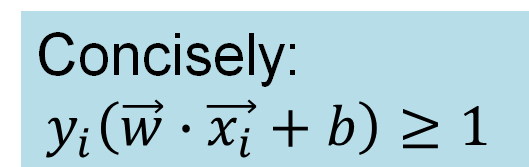 Concisely:
yᵢ(w⃗ · x⃗ᵢ + b) ≥ 1